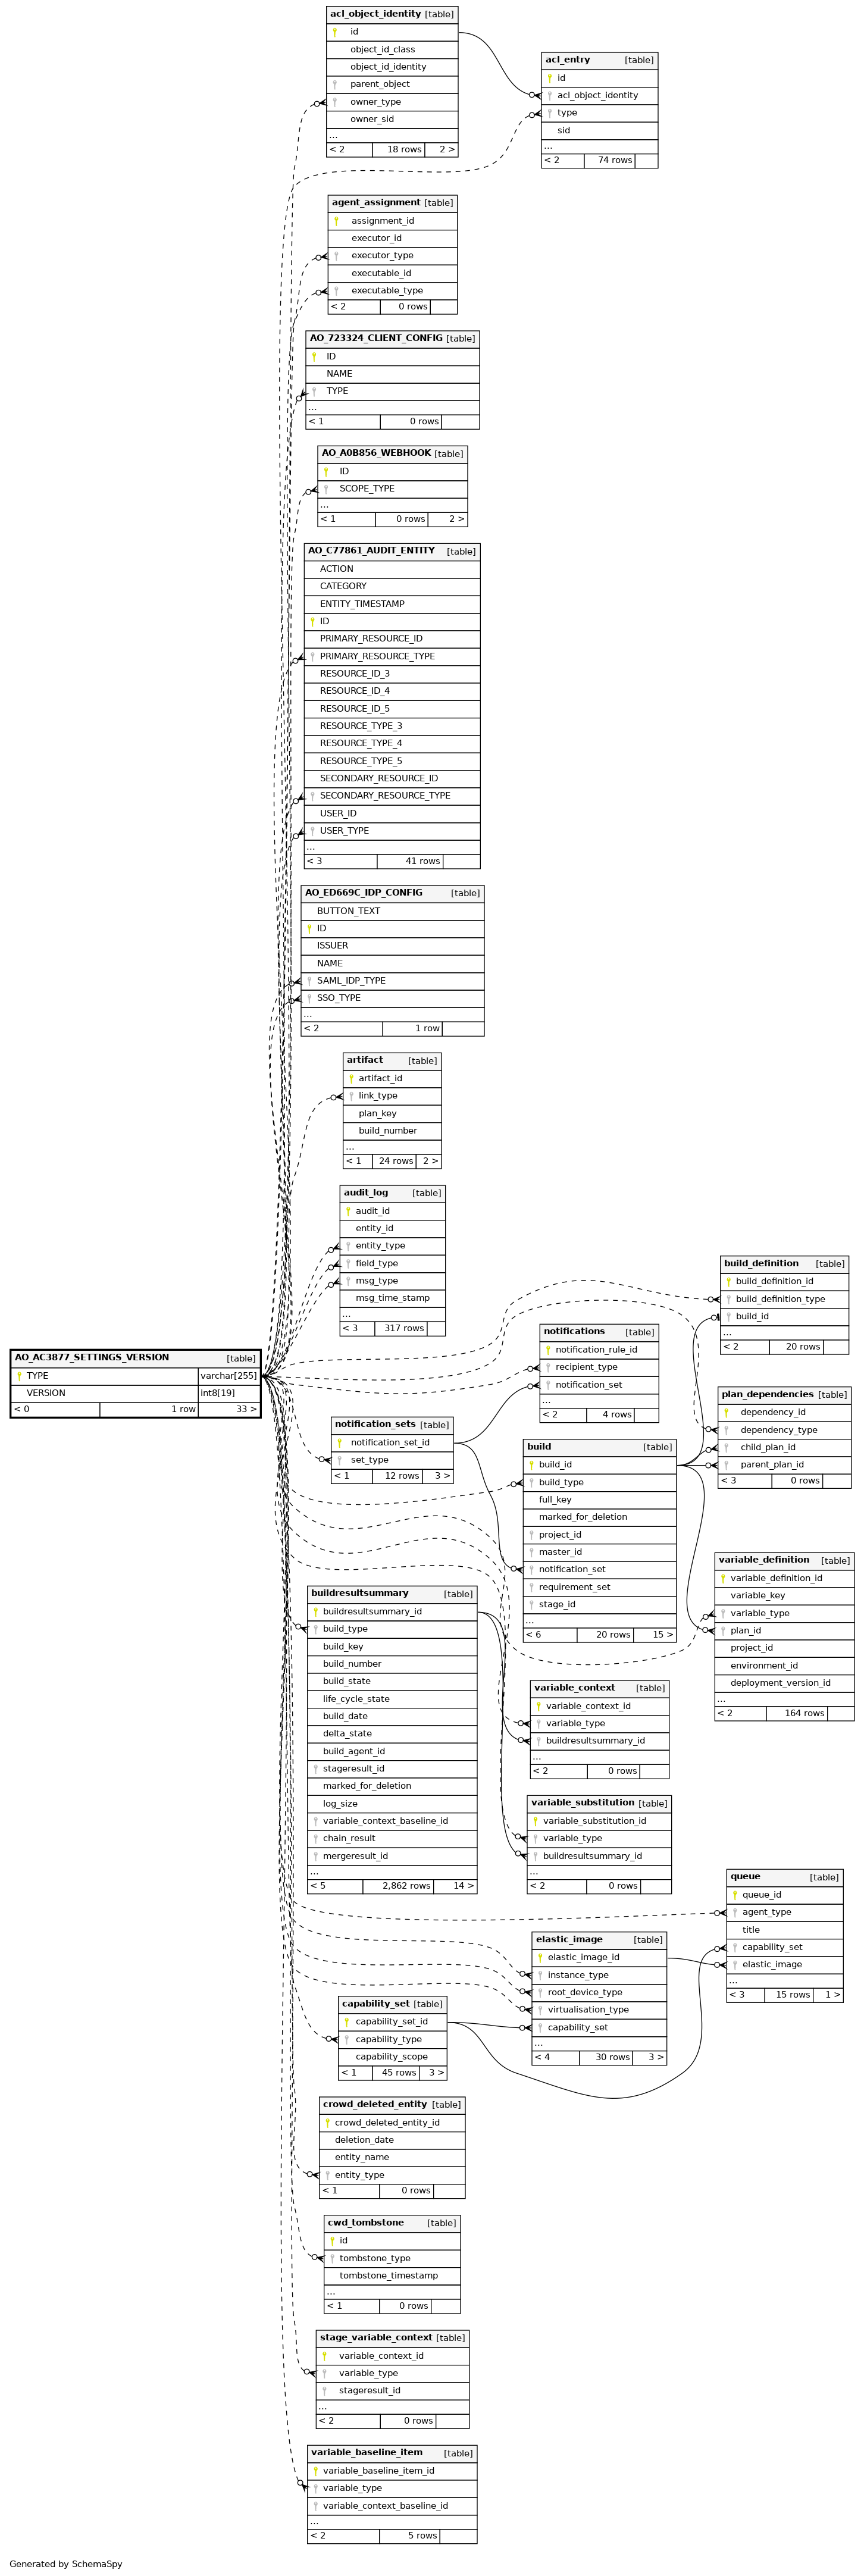 acl_object_identity [table]
id
object_id_class
object_id_identity
parent_object
owner_type
owner_sid
...
< 2 18 rows 2 >
acl_entry [table]
id
acl_object_identity
type
sid
...
< 2 74 rows
agent_assignment [table]
assignment_id
executor_id
executor_type
executable_id
executable_type
< 2 0 rows
AO_723324_CLIENT_CONFIG [table]
ID
NAME
TYPE
...
< 1 0 rows
AO_A0B856_WEBHOOK [table]
ID
SCOPE_TYPE
...
< 1 0 rows 2 >
AO_C77861_AUDIT_ENTITY [table]
ACTION
CATEGORY
ENTITY_TIMESTAMP
ID
PRIMARY_RESOURCE_ID
PRIMARY_RESOURCE_TYPE
RESOURCE_ID_3
RESOURCE_ID_4
RESOURCE_ID_5
RESOURCE_TYPE_3
RESOURCE_TYPE_4
RESOURCE_TYPE_5
SECONDARY_RESOURCE_ID
SECONDARY_RESOURCE_TYPE
USER_ID
USER_TYPE
...
< 3 41 rows
AO_ED669C_IDP_CONFIG [table]
BUTTON_TEXT
ID
ISSUER
NAME
SAML_IDP_TYPE
SSO_TYPE
...
< 2 1 row
artifact [table]
artifact_id
link_type
plan_key
build_number
...
< 1 24 rows 2 >
audit_log [table]
audit_id
entity_id
entity_type
field_type
msg_type
msg_time_stamp
...
< 3 317 rows
build_definition [table]
build_definition_id
build_definition_type
build_id
...
< 2 20 rows
AO_AC3877_SETTINGS_VERSION [table]
TYPE varchar[255]
VERSION int8[19]
< 0 1 row 33 >
notifications [table]
notification_rule_id
recipient_type
notification_set
...
< 2 4 rows
plan_dependencies [table]
dependency_id
dependency_type
child_plan_id
parent_plan_id
< 3 0 rows
notification_sets [table]
notification_set_id
set_type
< 1 12 rows 3 >
build [table]
build_id
build_type
full_key
marked_for_deletion
project_id
master_id
notification_set
requirement_set
stage_id
...
< 6 20 rows 15 >
variable_definition [table]
variable_definition_id
variable_key
variable_type
plan_id
project_id
environment_id
deployment_version_id
...
< 2 164 rows
buildresultsummary [table]
buildresultsummary_id
build_type
build_key
build_number
build_state
life_cycle_state
build_date
delta_state
build_agent_id
stageresult_id
marked_for_deletion
log_size
variable_context_baseline_id
chain_result
mergeresult_id
...
< 5 2,862 rows 14 >
variable_context [table]
variable_context_id
variable_type
buildresultsummary_id
...
< 2 0 rows
variable_substitution [table]
variable_substitution_id
variable_type
buildresultsummary_id
...
< 2 0 rows
queue [table]
queue_id
agent_type
title
capability_set
elastic_image
...
< 3 15 rows 1 >
elastic_image [table]
elastic_image_id
instance_type
root_device_type
virtualisation_type
capability_set
...
< 4 30 rows 3 >
capability_set [table]
capability_set_id
capability_type
capability_scope
< 1 45 rows 3 >
crowd_deleted_entity [table]
crowd_deleted_entity_id
deletion_date
entity_name
entity_type
< 1 0 rows
cwd_tombstone [table]
id
tombstone_type
tombstone_timestamp
...
< 1 0 rows
stage_variable_context [table]
variable_context_id
variable_type
stageresult_id
...
< 2 0 rows
variable_baseline_item [table]
variable_baseline_item_id
variable_type
variable_context_baseline_id
...
< 2 5 rows
Generated by SchemaSpy